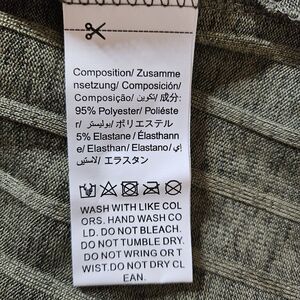 Composition/ Zusamme
nsetzung/ Composición/
Composição/ تكوين/ 成分:
95% Polyester/ Poliéste
r/ بوليستر/ ポリエステル
5% Elastane / Élasthann
e/ Elasthan/ Elastano/ إي
لاستين/ エラスタン
WASH WITH LIKE COL
ORS. HAND WASH CO
LD. DO NOT BLEACH.
DO NOT TUMBLE DRY.
DO NOT WRING OR T
WIST.DO NOT DRY CL
EAN.